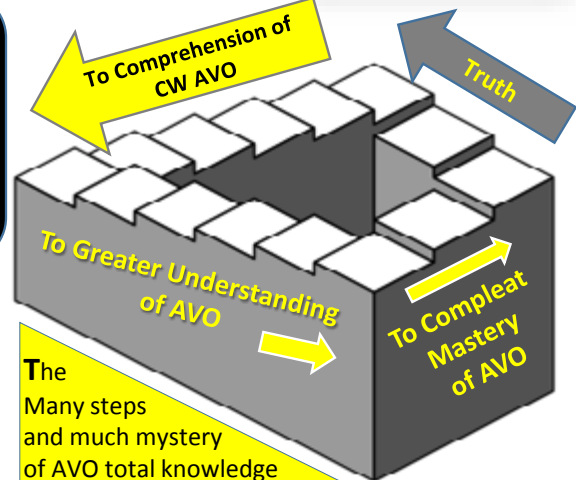 To Comprehension of
CW AVO
Truth
To Greater Understanding
of AVO
To Compleat
Mastery
of AVO
The
Many steps
and much mystery
of AVO total knowledge